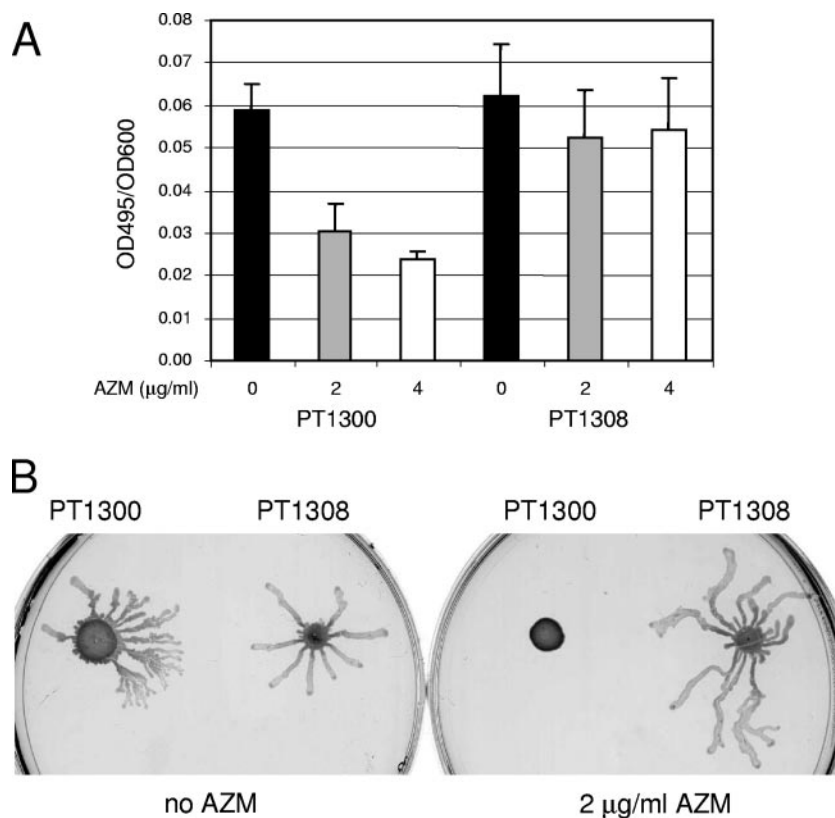 A
0.08
0.07
0.06
0.05
0.04
0.03
0.02
0.01
0.00
OD495/OD600
AZM (µg/ml) 0 2 4 0 2 4
PT1300 PT1308
B
PT1300 PT1308 PT1300 PT1308
no AZM 2 µg/ml AZM